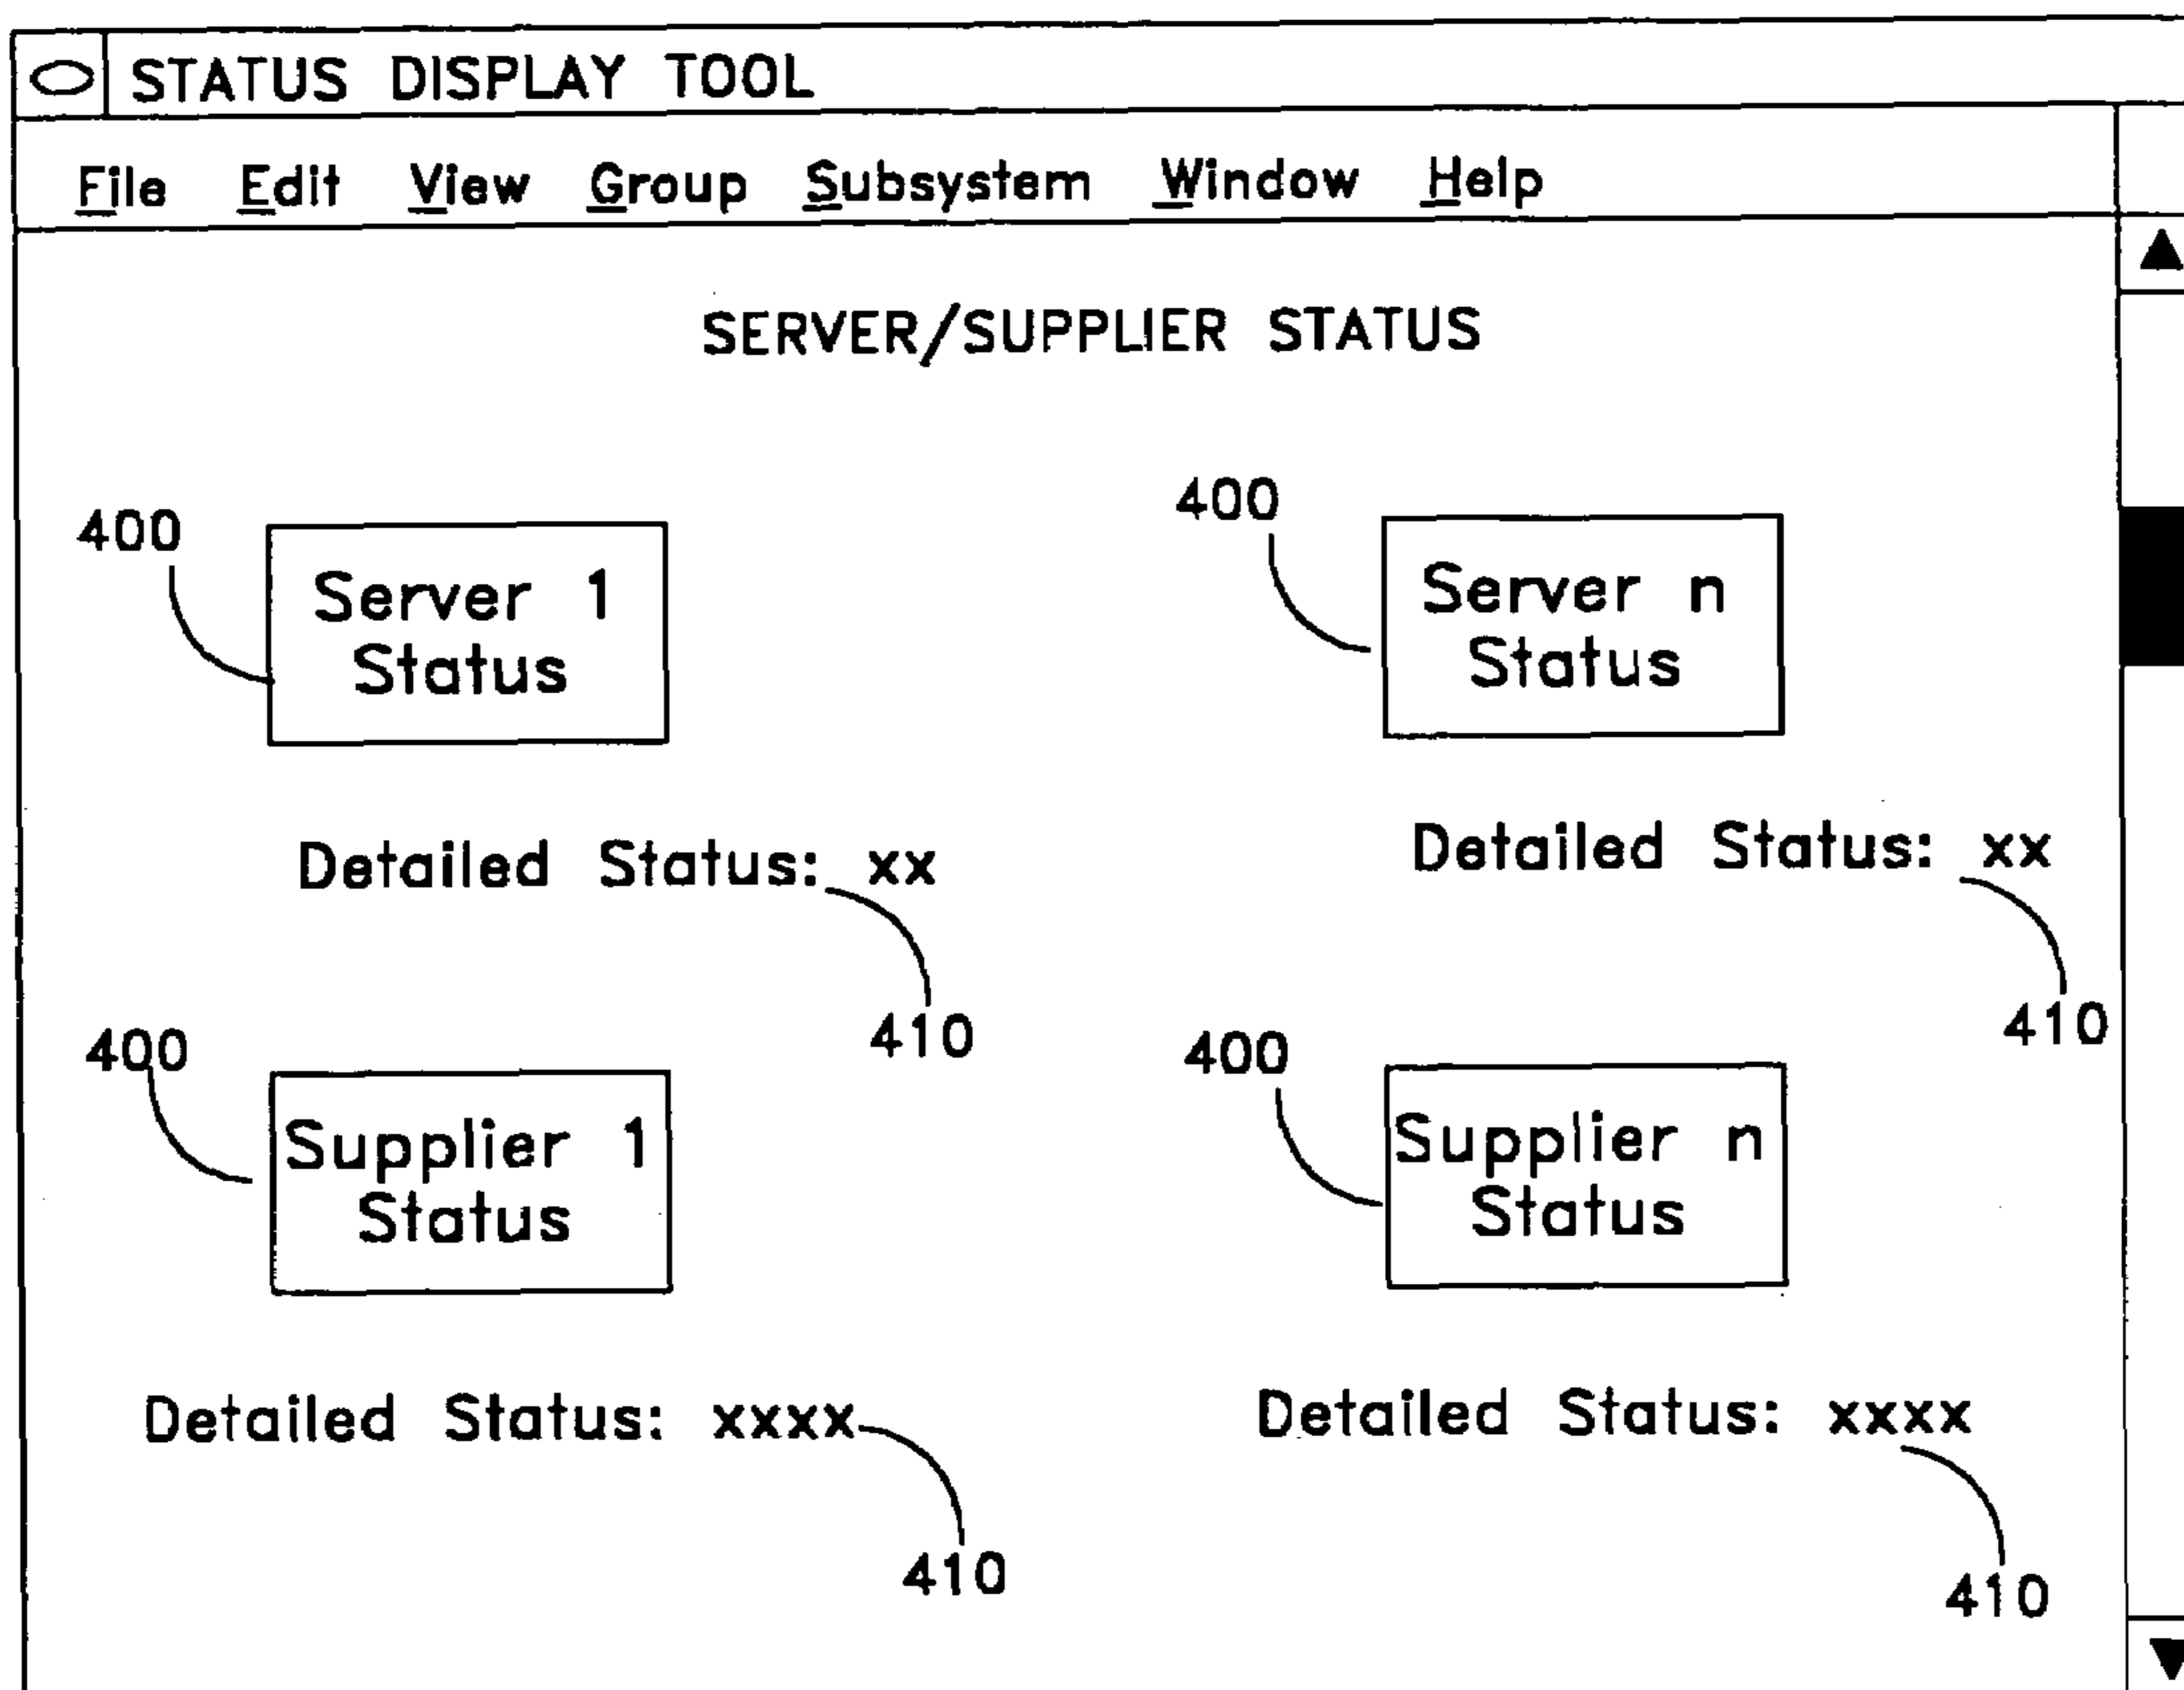 STATUS DISPLAY TOOL
File Edit View Group Subsystem Window Help
SERVER/SUPPLIER STATUS
400
Server 1
Status
400
Server n
Status
Detailed Status: xx
410
Detailed Status: xx
410
400
Supplier 1
Status
400
Supplier n
Status
Detailed Status: xxxx
410
Detailed Status: xxxx
410